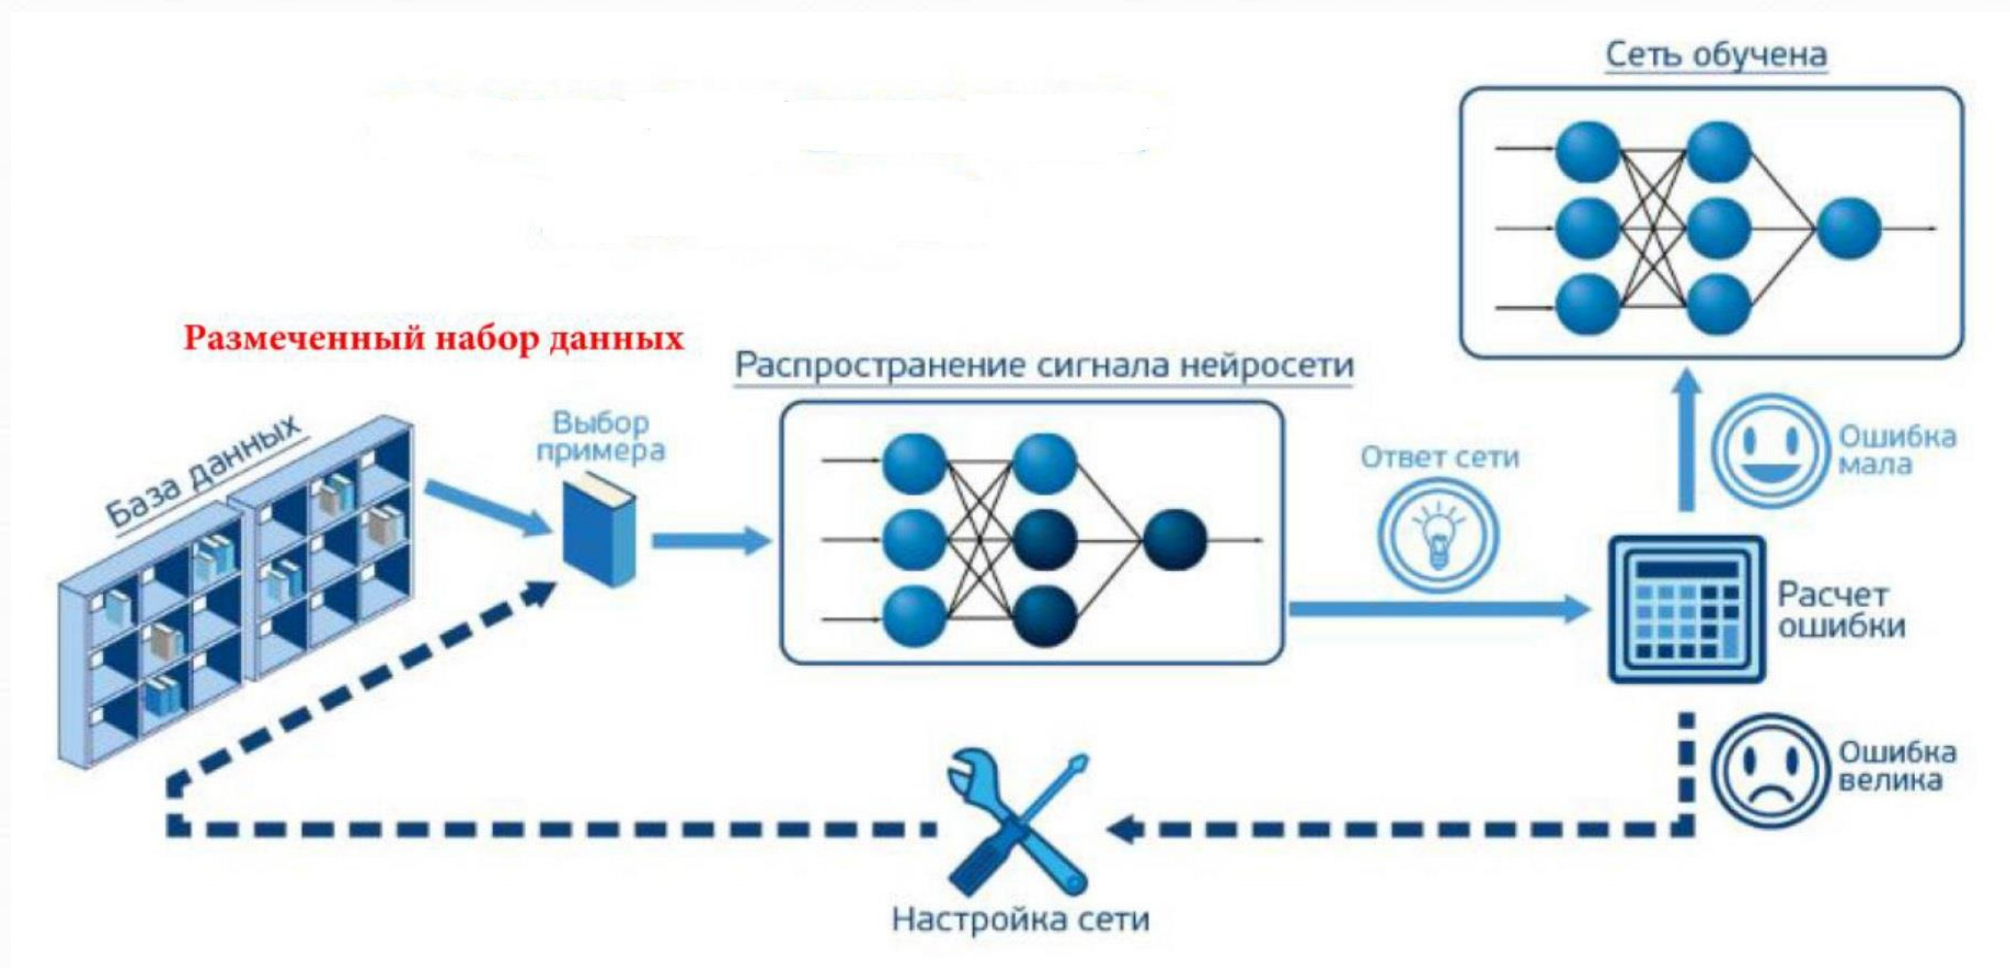 Сеть обучена
Размеченный набор данных
Распространение сигнала нейросети
База данных
Выбор
примера
Ответ сети
Ошибка
мала
Расчет
ошибки
Ошибка
велика
Настройка сети